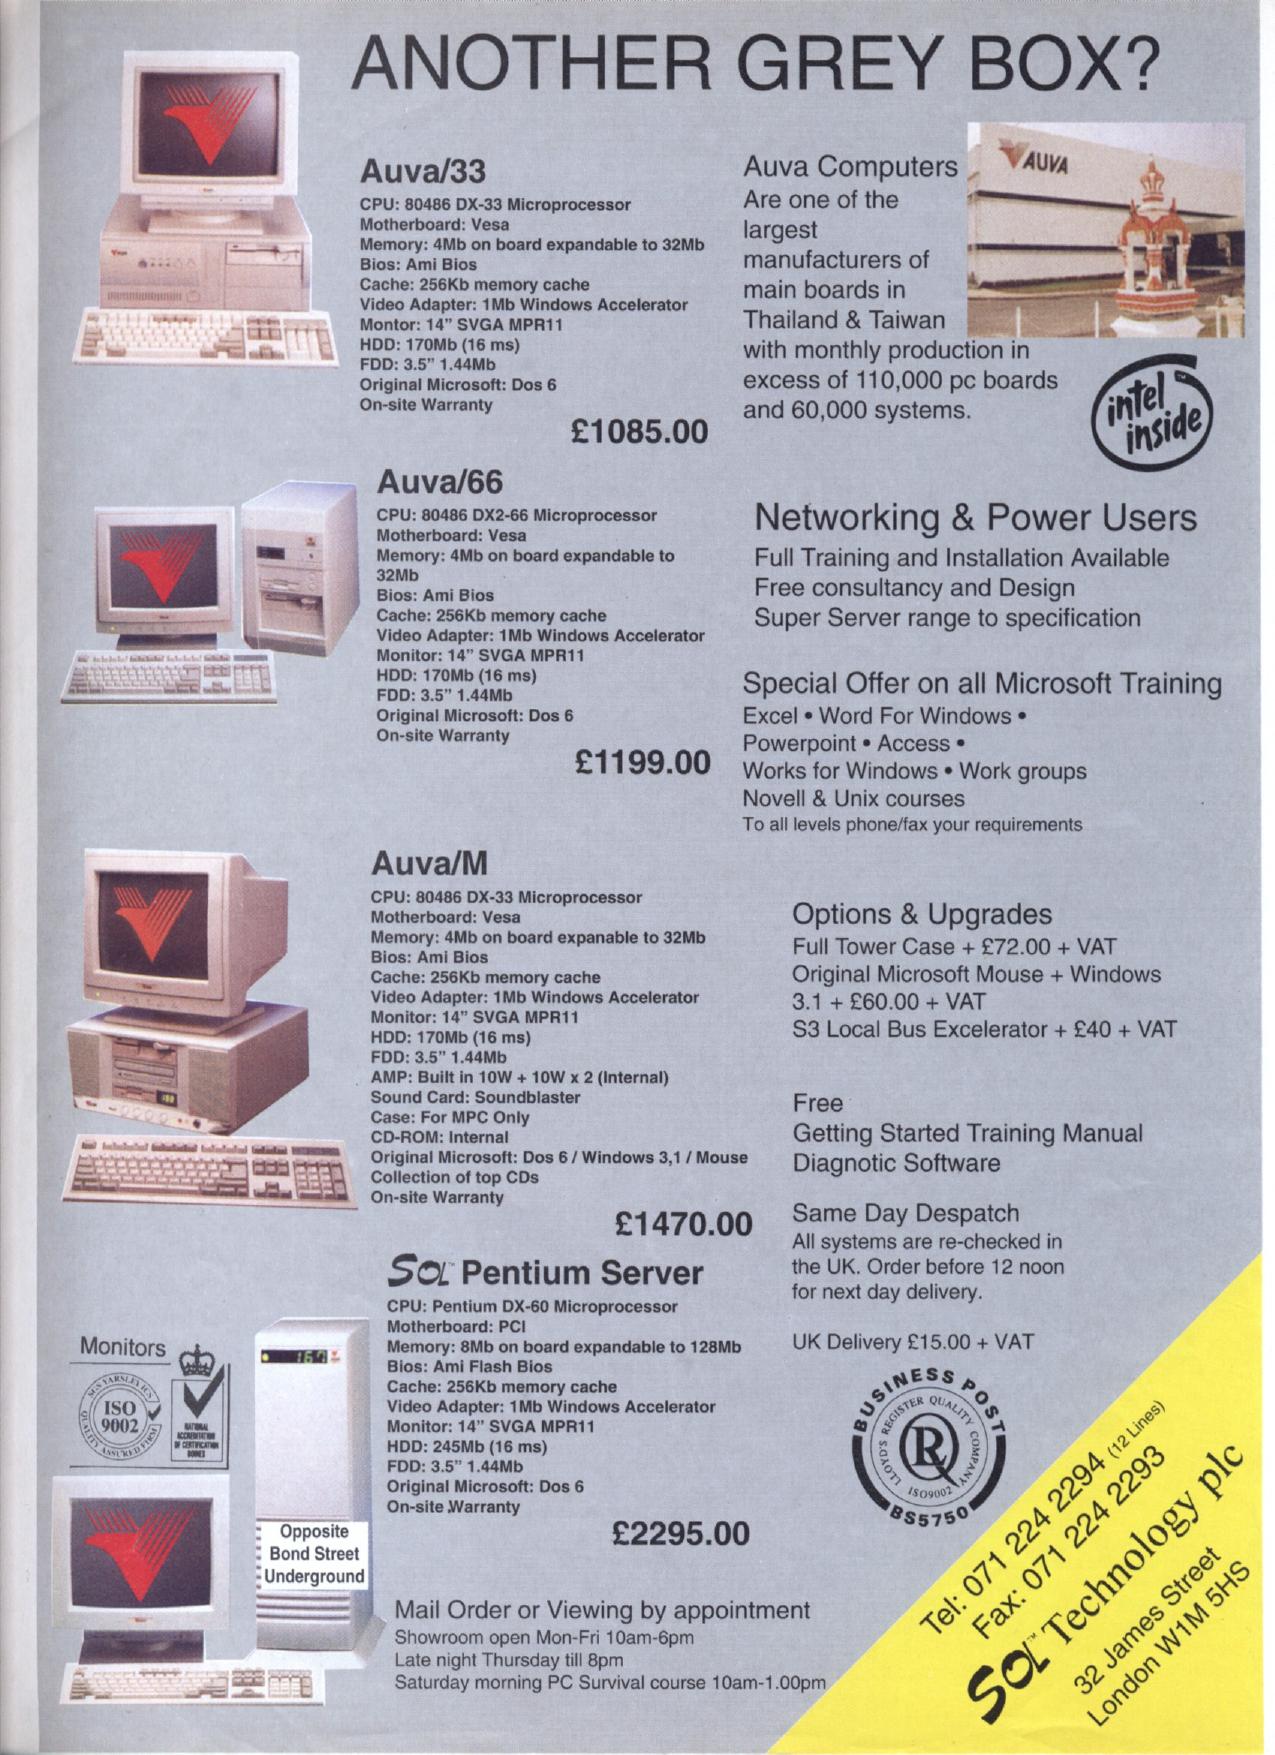 ANOTHER GREY BOX?
Auva/33
CPU: 80486 DX-33 Microprocessor
Motherboard: Vesa
Memory: 4Mb on board expandable to 32Mb
Bios: Ami Bios
Cache: 256Kb memory cache
Video Adapter: 1Mb Windows Accelerator
Montor: 14" SVGA MPR11
HDD: 170Mb (16 ms)
FDD: 3.5" 1.44Mb
Original Microsoft: Dos 6
On-site Warranty
£1085.00
Auva Computers
Are one of the
largest
manufacturers of
main boards in
Thailand & Taiwan
with monthly production in
excess of 110,000 pc boards
and 60,000 systems.
AUVA
intel
inside
TM
Auva/66
CPU: 80486 DX2-66 Microprocessor
Motherboard: Vesa
Memory: 4Mb on board expandable to
32Mb
Bios: Ami Bios
Cache: 256Kb memory cache
Video Adapter: 1Mb Windows Accelerator
Monitor: 14" SVGA MPR11
HDD: 170Mb (16 ms)
FDD: 3.5" 1.44Mb
Original Microsoft: Dos 6
On-site Warranty
£1199.00
Networking & Power Users
Full Training and Installation Available
Free consultancy and Design
Super Server range to specification
Special Offer on all Microsoft Training
Excel • Word For Windows •
Powerpoint • Access •
Works for Windows • Work groups
Novell & Unix courses
To all levels phone/fax your requirements
Auva/M
CPU: 80486 DX-33 Microprocessor
Motherboard: Vesa
Memory: 4Mb on board expanable to 32Mb
Bios: Ami Bios
Cache: 256Kb memory cache
Video Adapter: 1Mb Windows Accelerator
Monitor: 14" SVGA MPR11
HDD: 170Mb (16 ms)
FDD: 3.5" 1.44Mb
AMP: Built in 10W + 10W x 2 (Internal)
Sound Card: Soundblaster
Case: For MPC Only
CD-ROM: Internal
Original Microsoft: Dos 6 / Windows 3,1 / Mouse
Collection of top CDs
On-site Warranty
£1470.00
Options & Upgrades
Full Tower Case + £72.00 + VAT
Original Microsoft Mouse + Windows
3.1 + £60.00 + VAT
S3 Local Bus Excelerator + £40 + VAT
Free
Getting Started Training Manual
Diagnotic Software
Same Day Despatch
All systems are re-checked in
the UK. Order before 12 noon
for next day delivery.
UK Delivery £15.00 + VAT
SOL™ Pentium Server
CPU: Pentium DX-60 Microprocessor
Motherboard: PCI
Memory: 8Mb on board expandable to 128Mb
Bios: Ami Flash Bios
Cache: 256Kb memory cache
Video Adapter: 1Mb Windows Accelerator
Monitor: 14" SVGA MPR11
HDD: 245Mb (16 ms)
FDD: 3.5" 1.44Mb
Original Microsoft: Dos 6
On-site Warranty
£2295.00
Monitors
ISO
9002
QUALITY ASSURED FIRM
NATIONAL
ACCREDITATION
OF CERTIFICATION
BODIES
167
Opposite
Bond Street
Underground
BUSINESS POST
LLOYD'S REGISTER QUALITY COMPANY
R
ISO9002
BS5750
Mail Order or Viewing by appointment
Showroom open Mon-Fri 10am-6pm
Late night Thursday till 8pm
Saturday morning PC Survival course 10am-1.00pm
Tel: 071 224 2294 (12 Lines)
Fax: 071 224 2293
SOL™ Technology plc
32 James Street
London W1M 5HS